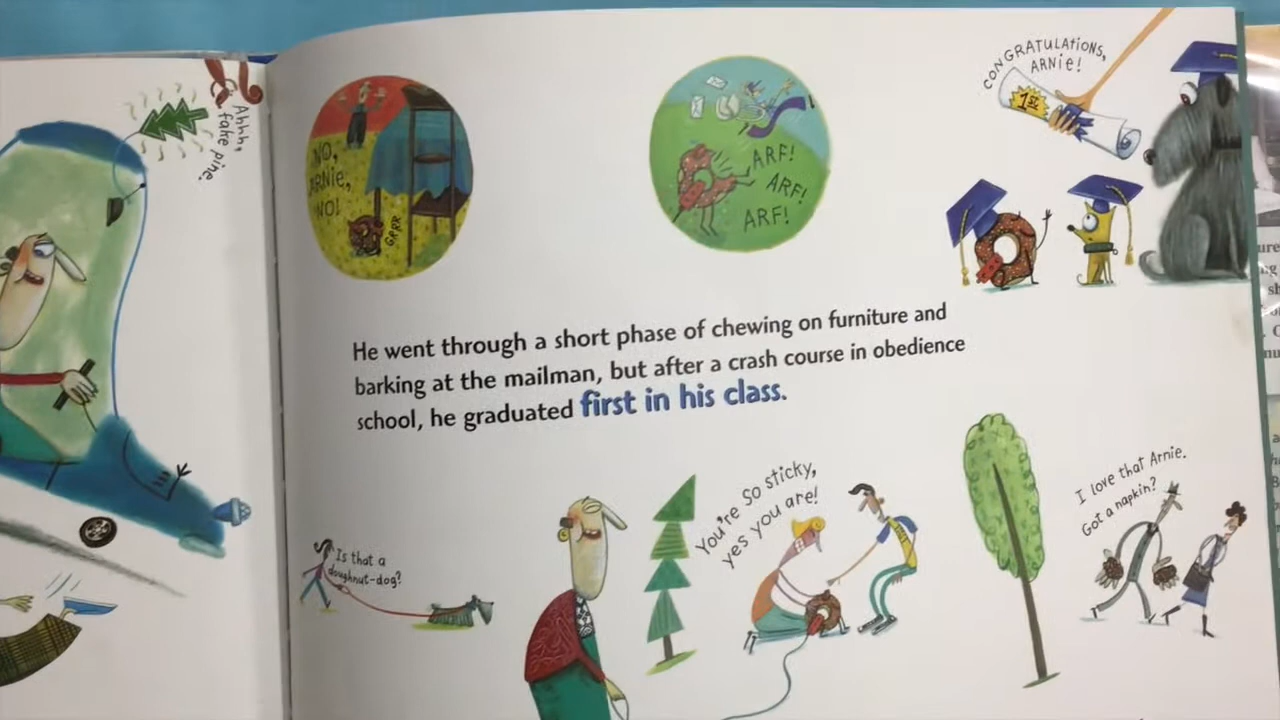 Ahhh,
fake pine.
NO,
ARNie,
NO!
GRRR
ARF!
ARF!
ARF!
CONGRATULATIONS,
ARNie!
1st
He went through a short phase of chewing on furniture and
barking at the mailman, but after a crash course in obedience
school, he graduated first in his class.
Is that a
doughnut-dog?
You're so sticky,
yes you are!
I love that Arnie.
Got a napkin?